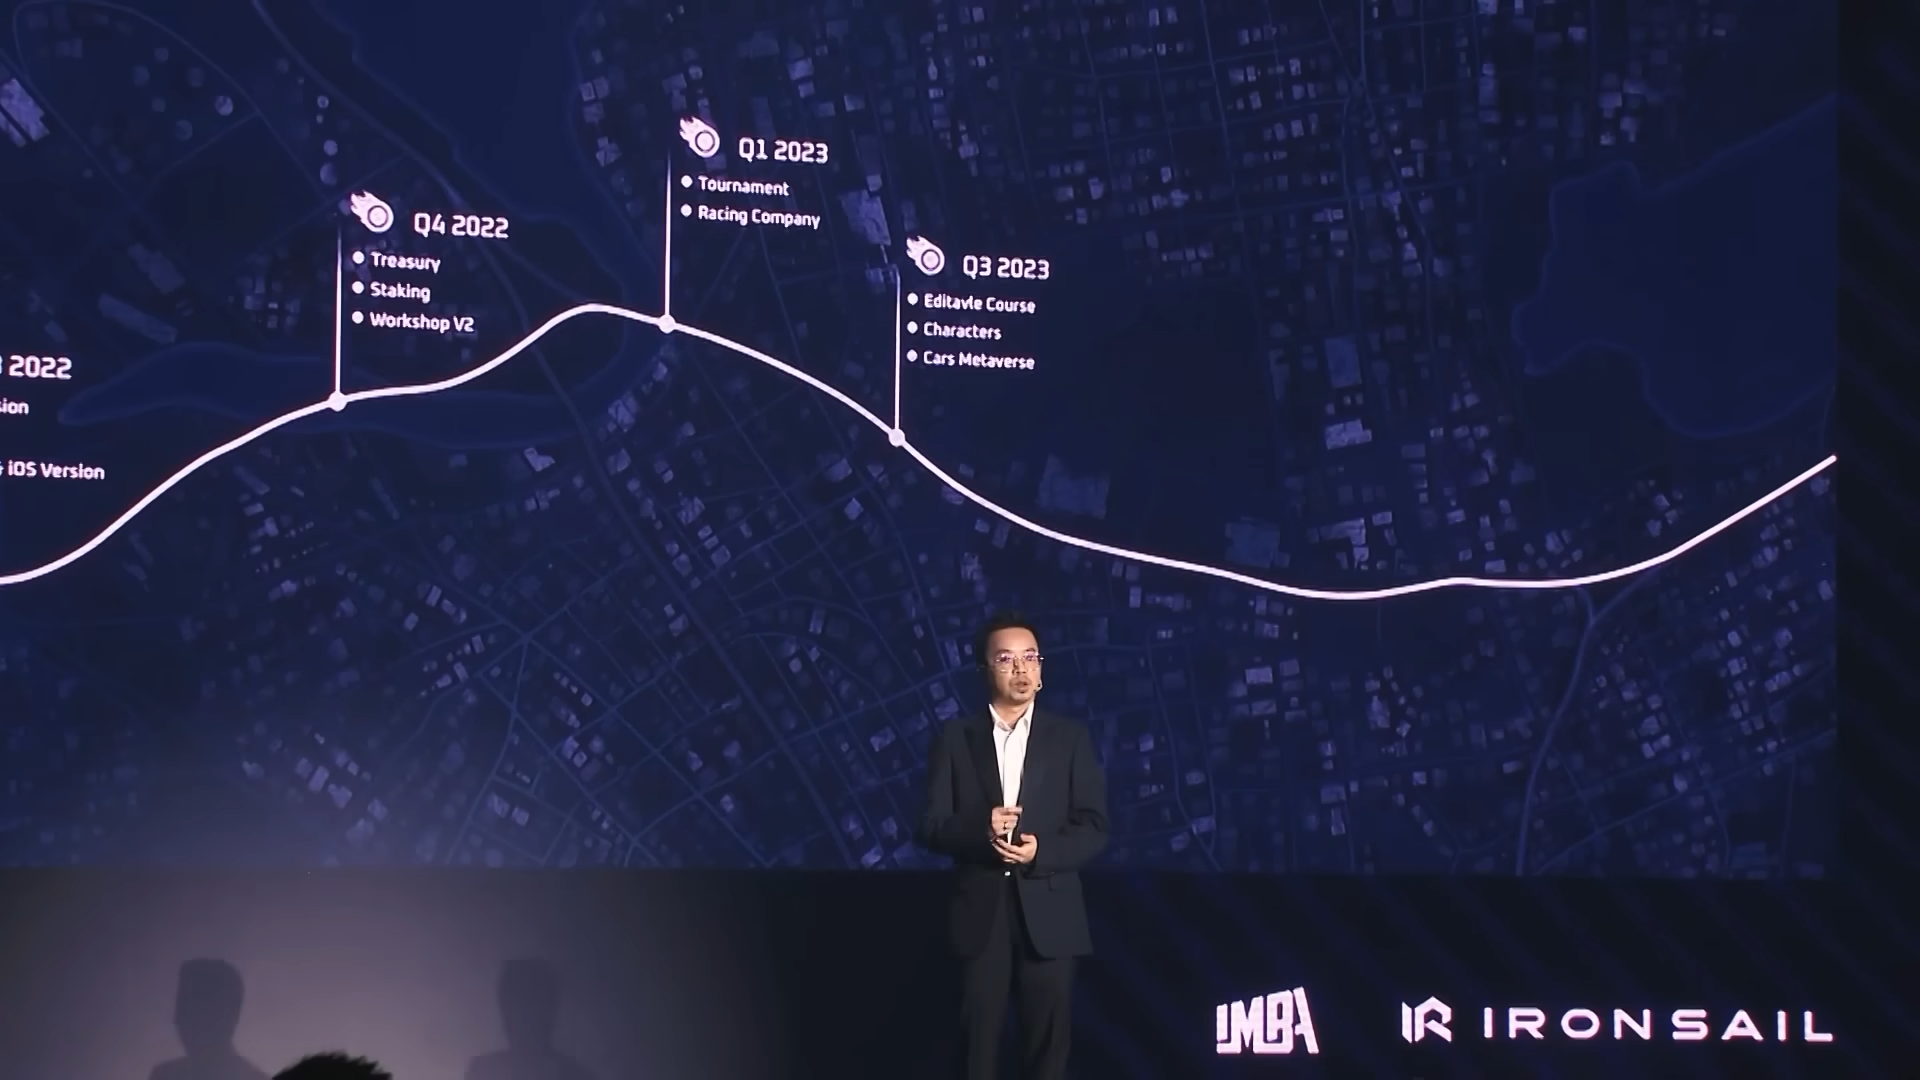 2022
iOS Version
Q4 2022
Treasury
Staking
Workshop V2
Q1 2023
Tournament
Racing Company
Q3 2023
Editavle Course
Characters
Cars Metaverse
IMBA
IRONSAIL